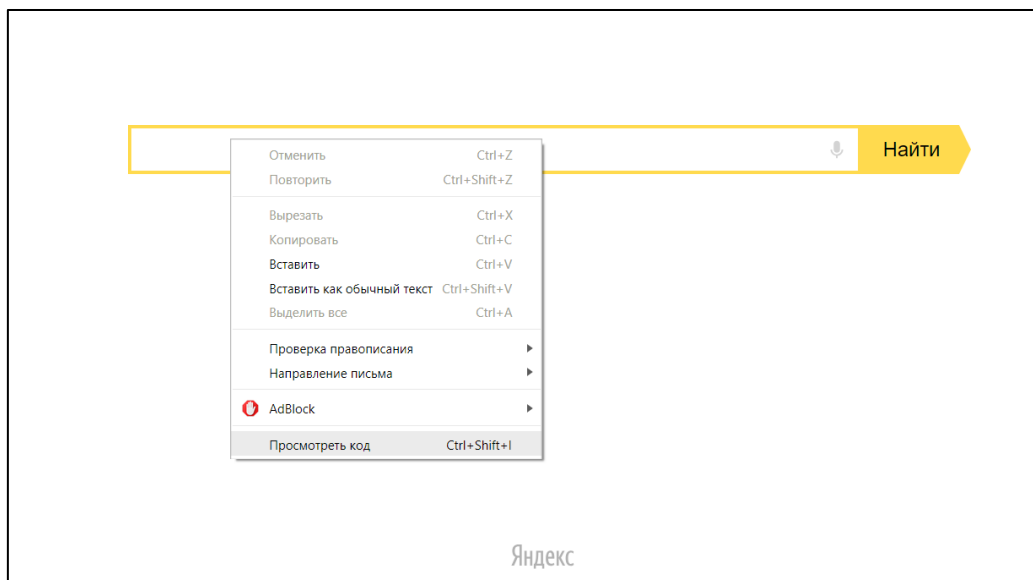 Найти
Отменить Ctrl+Z
Повторить Ctrl+Shift+Z
Вырезать Ctrl+X
Копировать Ctrl+C
Вставить Ctrl+V
Вставить как обычный текст Ctrl+Shift+V
Выделить все Ctrl+A
Проверка правописания
Направление письма
AdBlock
Просмотреть код Ctrl+Shift+I
Яндекс